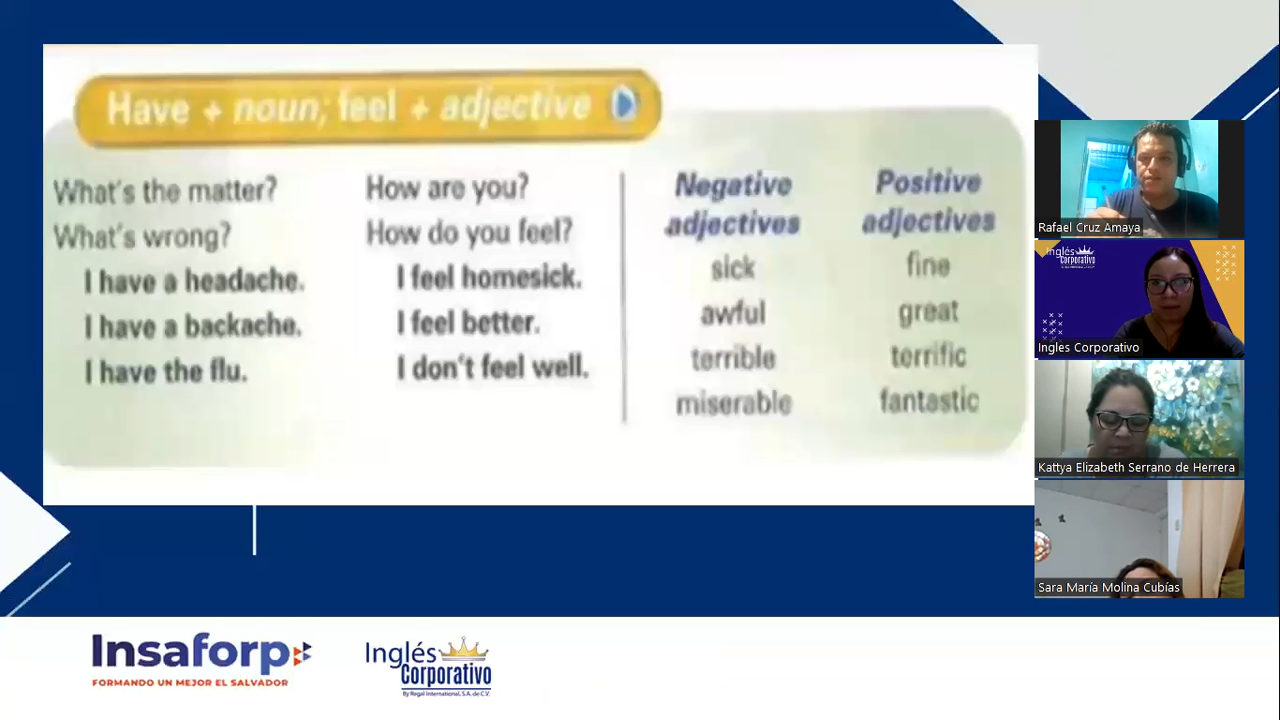 Have + noun; feel + adjective
What's the matter?
What's wrong?
I have a headache.
I have a backache.
I have the flu.
How are you?
How do you feel?
I feel homesick.
I feel better.
I don't feel well.
Negative
adjectives
sick
awful
terrible
miserable
Positive
adjectives
fine
great
terrific
fantastic
Rafael Cruz Amaya
Inglés
Corporativo
Ingles Corporativo
Kattya Elizabeth Serrano de Herrera
Sara María Molina Cubías
Insaforp
FORMANDO UN MEJOR EL SALVADOR
Inglés
Corporativo
By Regal International, S.A. de C.V.